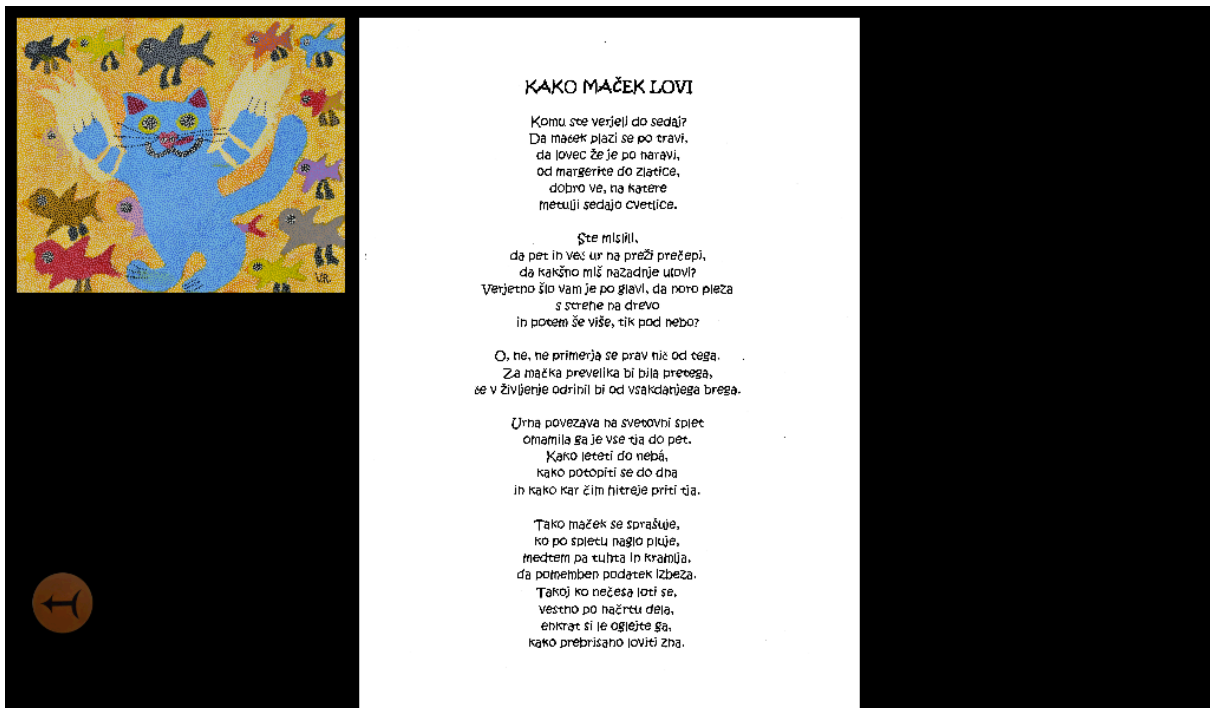 KAKO MAČEK LOVI
Komu ste verjeli do sedaj?
Da maček plazi se po travi,
da lovec že je po naravi,
od margerite do zlatice,
dobro ve, na katere
metulji sedajo cvetlice.
Ste mislili,
da pet in več ur na preži prečepi,
da kakšno miš nazadnje ulovi?
Verjetno šlo vam je po glavi, da noro pleza
s strehe na drevo
in potem še više, tik pod nebo?
O, ne, ne primerja se prav nič od tega.
Za mačka prevelika bi bila pretega,
če v življenje odrinil bi od vsakdanjega brega.
Urna povezava na svetovni splet
omamila ga je vse tja do pet.
Kako leteti do nebá,
kako potopiti se do dna
in kako kar čim hitreje priti tja.
Tako maček se sprašuje,
ko po spletu naglo pluje,
medtem pa tuhta in kramlja,
da pomemben podatek izbeza.
Takoj ko nečesa loti se,
vestno po načrtu dela,
enkrat si le oglejte ga,
kako prebrisano loviti zna.
UR